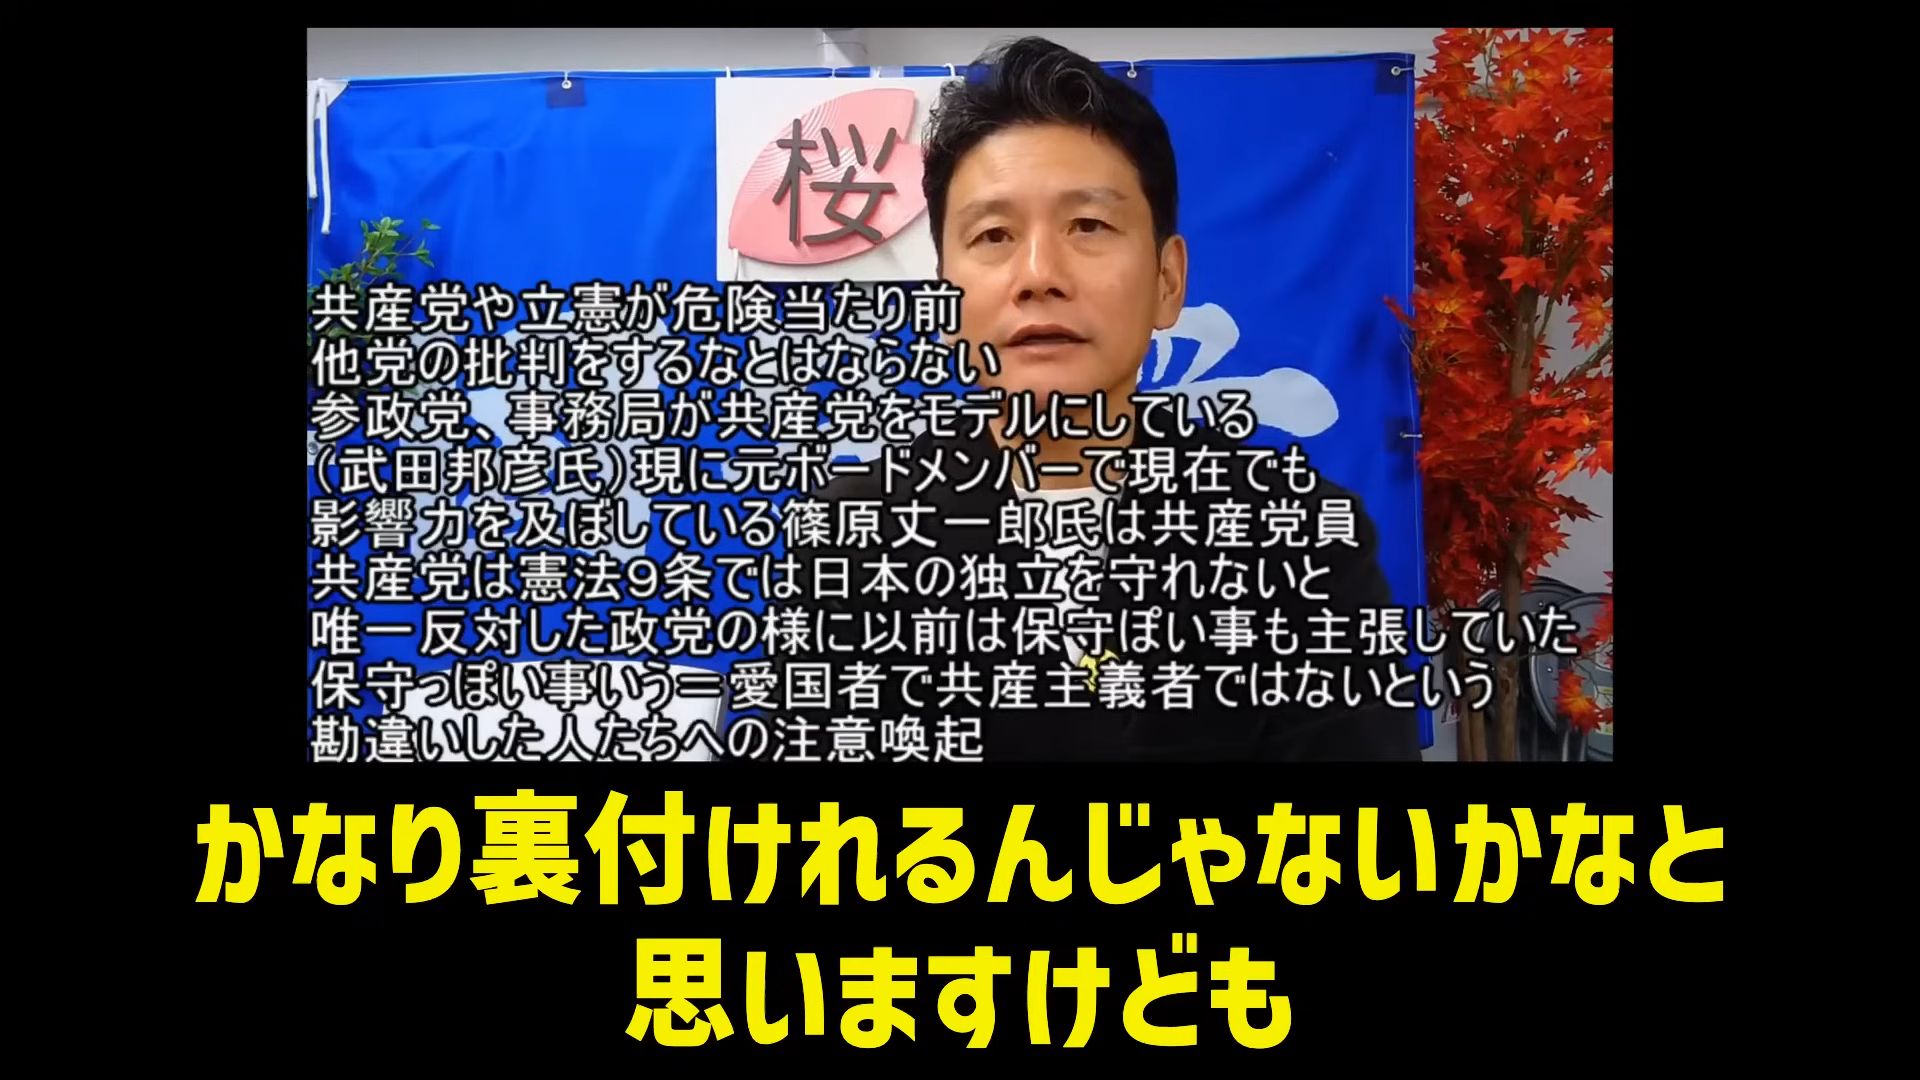 桜
共産党や立憲が危険当たり前
他党の批判をするなとはならない
参政党、事務局が共産党をモデルにしている
（武田邦彦氏）現に元ボードメンバーで現在でも
影響力を及ぼしている篠原丈一郎氏は共産党員
共産党は憲法９条では日本の独立を守れないと
唯一反対した政党の様に以前は保守ぽい事も主張していた
保守っぽい事いう＝愛国者で共産主義者ではないという
勘違いした人たちへの注意喚起
かなり裏付けれるんじゃないかなと
思いますけども